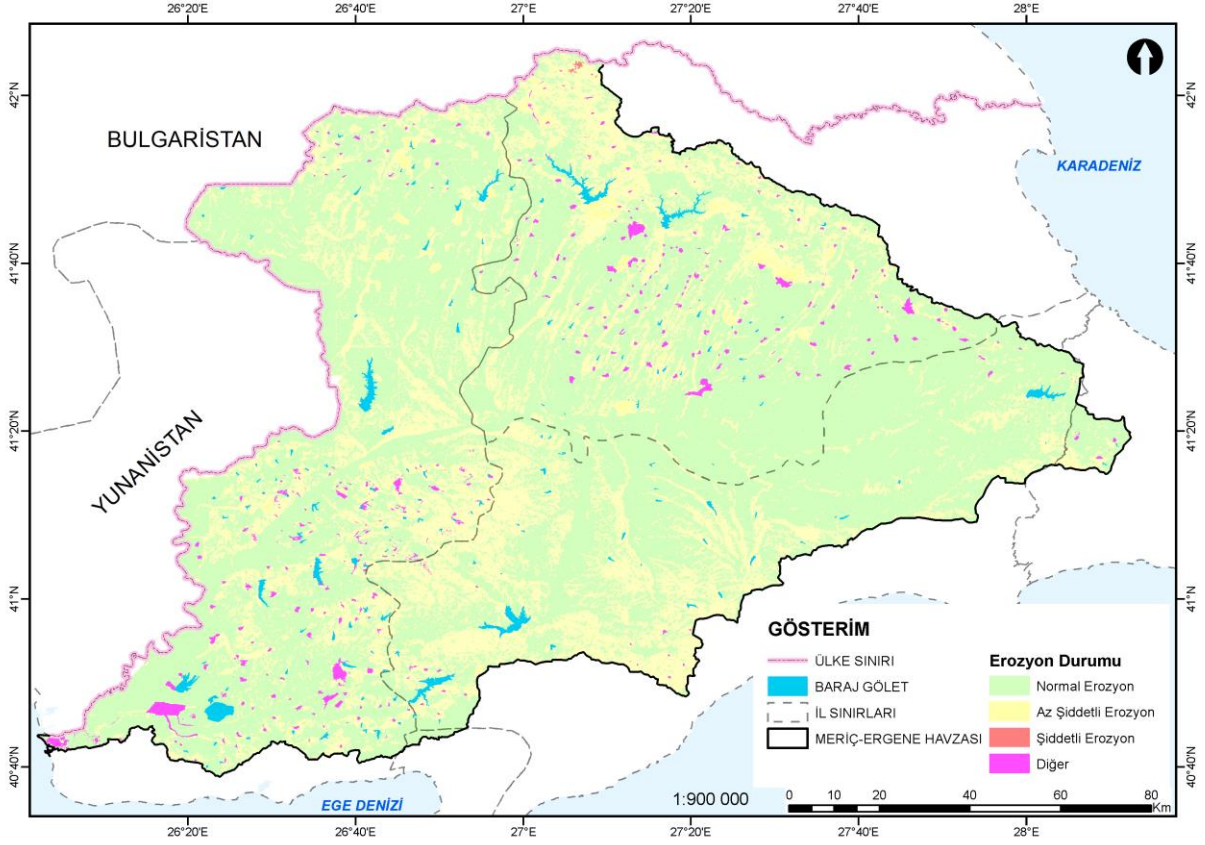 26°20'E 26°40'E 27°E 27°20'E 27°40'E 28°E
42°N 42°N
BULGARİSTAN
KARADENİZ
41°40'N 41°40'N
YUNANİSTAN
41°20'N 41°20'N
41°N 41°N
GÖSTERİM
ÜLKE SINIRI
BARAJ GÖLET
İL SINIRLARI
MERİÇ-ERGENE HAVZASI
Erozyon Durumu
Normal Erozyon
Az Şiddetli Erozyon
Şiddetli Erozyon
Diğer
40°40'N 40°40'N
EGE DENİZİ
1:900 000
0 10 20 40 60 80
Km
26°20'E 26°40'E 27°E 27°20'E 27°40'E 28°E